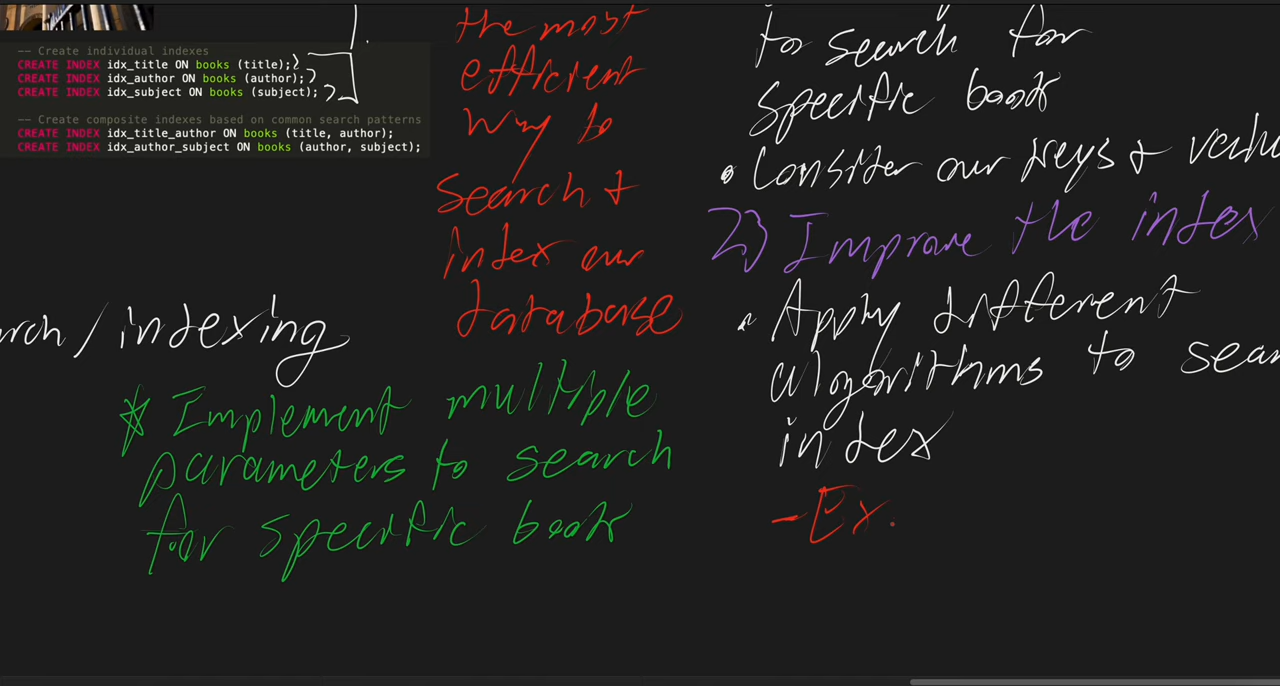 -- Create individual indexes
CREATE INDEX idx_title ON books (title);
CREATE INDEX idx_author ON books (author);
CREATE INDEX idx_subject ON books (subject);
-- Create composite indexes based on common search patterns
CREATE INDEX idx_title_author ON books (title, author);
CREATE INDEX idx_author_subject ON books (author, subject);
rch/indexing
the most
efficient
way to
search +
index our
database
* Implement multiple
parameters to search
for specific book
to search for
specific book
• Consider our keys + valu
2) Improve the index
• Apply different
algorithms to sear
index
- Ex.